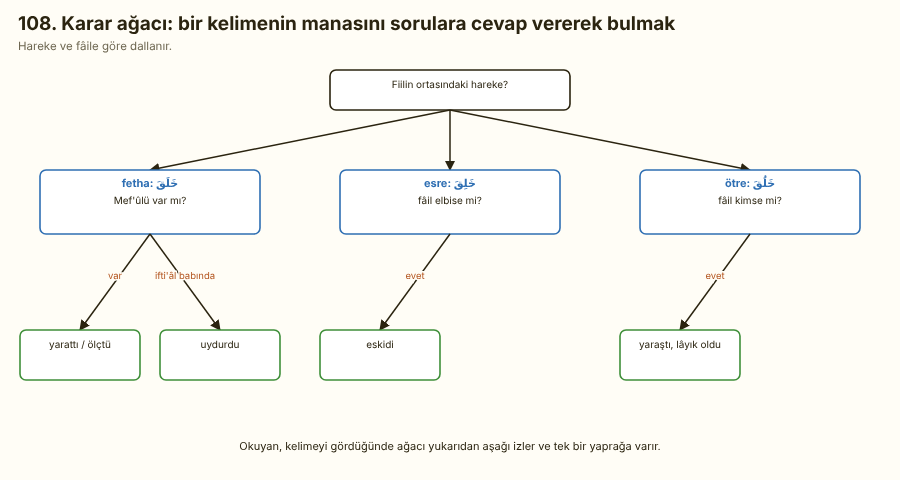 108. Karar ağacı: bir kelimenin manasını sorulara cevap vererek bulmak
Hareke ve fâile göre dallanır.
Fiilin ortasındaki hareke?
fetha: خَلَقَ
Mef'ûlü var mı?
esre: خَلِقَ
fâil elbise mi?
ötre: خَلُقَ
fâil kimse mi?
var
ifti'âl babında
evet
evet
yarattı / ölçtü
uydurdu
eskidi
yaraştı, lâyık oldu
Okuyan, kelimeyi gördüğünde ağacı yukarıdan aşağı izler ve tek bir yaprağa varır.